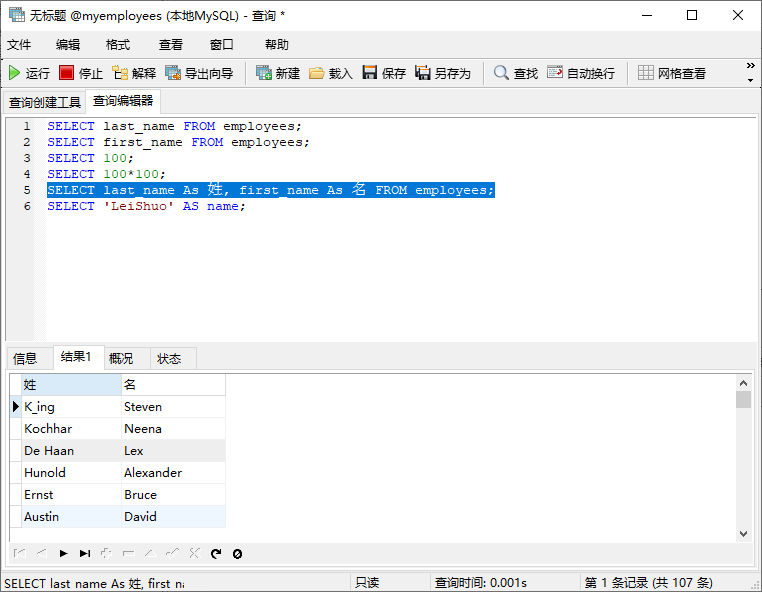 无标题 @myemployees (本地MySQL) - 查询 *
文件 编辑 格式 查看 窗口 帮助
运行 停止 解释 导出向导 新建 载入 保存 另存为 查找 自动换行 网格查看 »
查询创建工具 查询编辑器
1 SELECT last_name FROM employees;
2 SELECT first_name FROM employees;
3 SELECT 100;
4 SELECT 100*100;
5 SELECT last_name As 姓, first_name As 名 FROM employees;
6 SELECT 'LeiShuo' AS name;
信息 结果1 概况 状态
姓 名
K_ing Steven
Kochhar Neena
De Haan Lex
Hunold Alexander
Ernst Bruce
Austin David
SELECT last name As 姓, first na 只读 查询时间: 0.001s 第 1 条记录 (共 107 条)